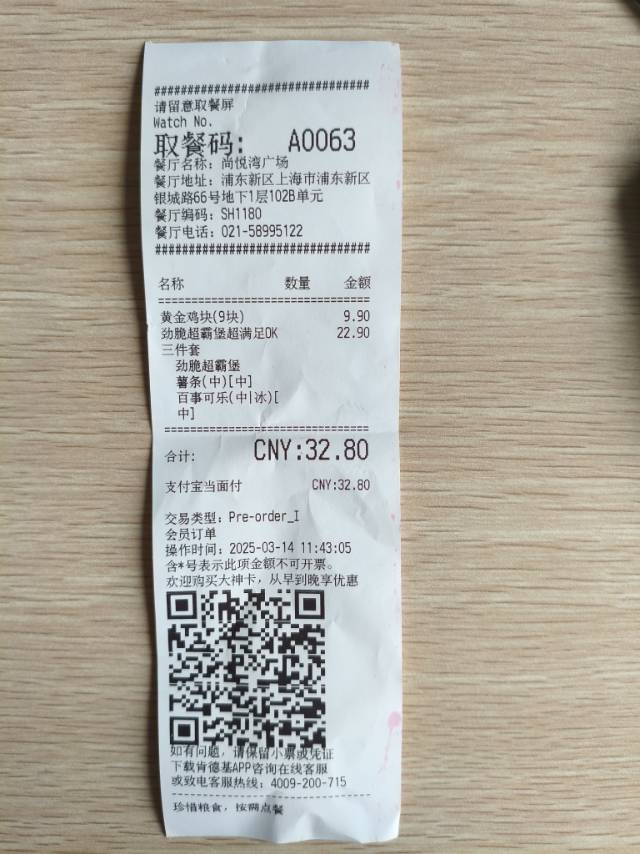 ################################
请留意取餐屏
Watch No.
取餐码: A0063
餐厅名称: 尚悦湾广场
餐厅地址: 浦东新区上海市浦东新区
银城路66号地下1层102B单元
餐厅编码: SH1180
餐厅电话: 021-58995122
################################
名称 数量 金额
================================
黄金鸡块(9块) 9.90
劲脆超霸堡超满足OK 22.90
三件套
劲脆超霸堡
薯条(中)[中]
百事可乐(中|冰)[
中]
================================
合计: CNY:32.80
支付宝当面付 CNY:32.80
交易类型: Pre-order_I
会员订单
操作时间: 2025-03-14 11:43:05
含*号表示此项金额不可开票。
欢迎购买大神卡, 从早到晚享优惠
如有问题, 请保留小票或凭证
下载肯德基APP咨询在线客服
或致电客服热线: 4009-200-715
--------------------------------
珍惜粮食, 按需点餐